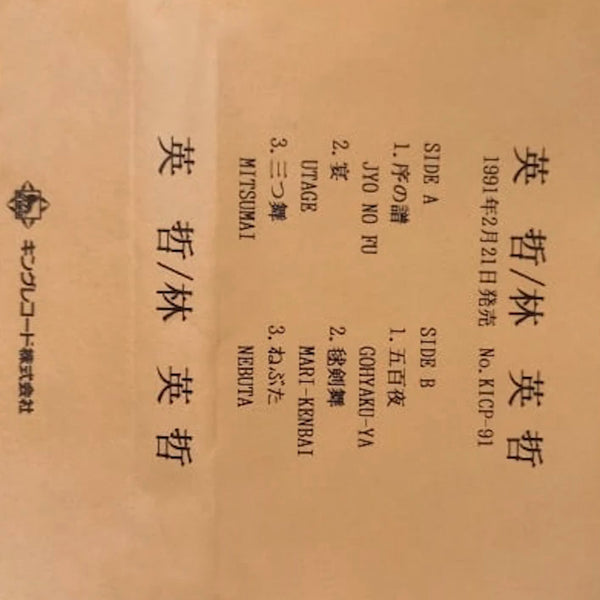 英 哲/林 英 哲
1991年2月21日発売 No.KICP-91
SIDE A
1.序の譜
JYO NO FU
2.宴
UTAGE
3.三つ舞
MITSUMAI
SIDE B
1.五百夜
GOHYAKU-YA
2.毬剣舞
MARI-KENBAI
3.ねぶた
NEBUTA
英 哲/林 英 哲
キングレコード株式会社